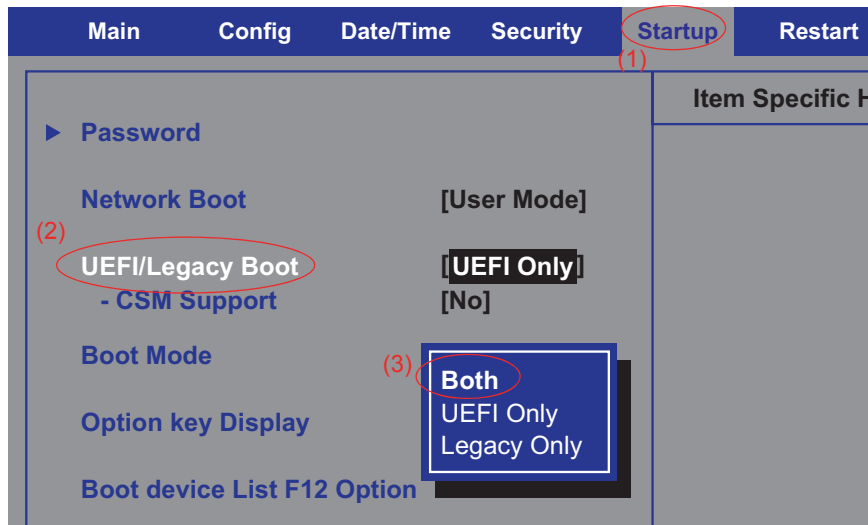 Main Config Date/Time Security Startup Restart
(1)
Item Specific H
Password
Network Boot [User Mode]
(2)
UEFI/Legacy Boot [UEFI Only]
- CSM Support [No]
Boot Mode
(3)
Both
Option key Display
UEFI Only
Legacy Only
Boot device List F12 Option